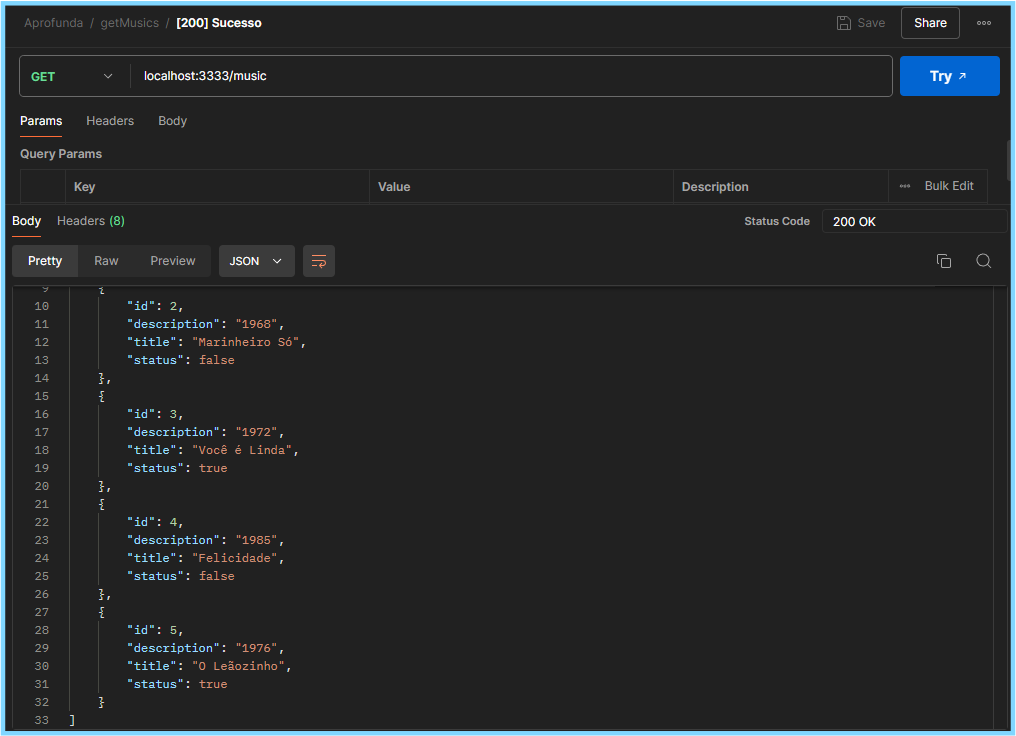 Aprofunda / getMusics / [200] Sucesso
Save Share
GET localhost:3333/music Try
Params Headers Body
Query Params
Key Value Description Bulk Edit
Body Headers (8) Status Code 200 OK
Pretty Raw Preview JSON
9 {
10 "id": 2,
11 "description": "1968",
12 "title": "Marinheiro Só",
13 "status": false
14 },
15 {
16 "id": 3,
17 "description": "1972",
18 "title": "Você é Linda",
19 "status": true
20 },
21 {
22 "id": 4,
23 "description": "1985",
24 "title": "Felicidade",
25 "status": false
26 },
27 {
28 "id": 5,
29 "description": "1976",
30 "title": "O Leãozinho",
31 "status": true
32 }
33 ]